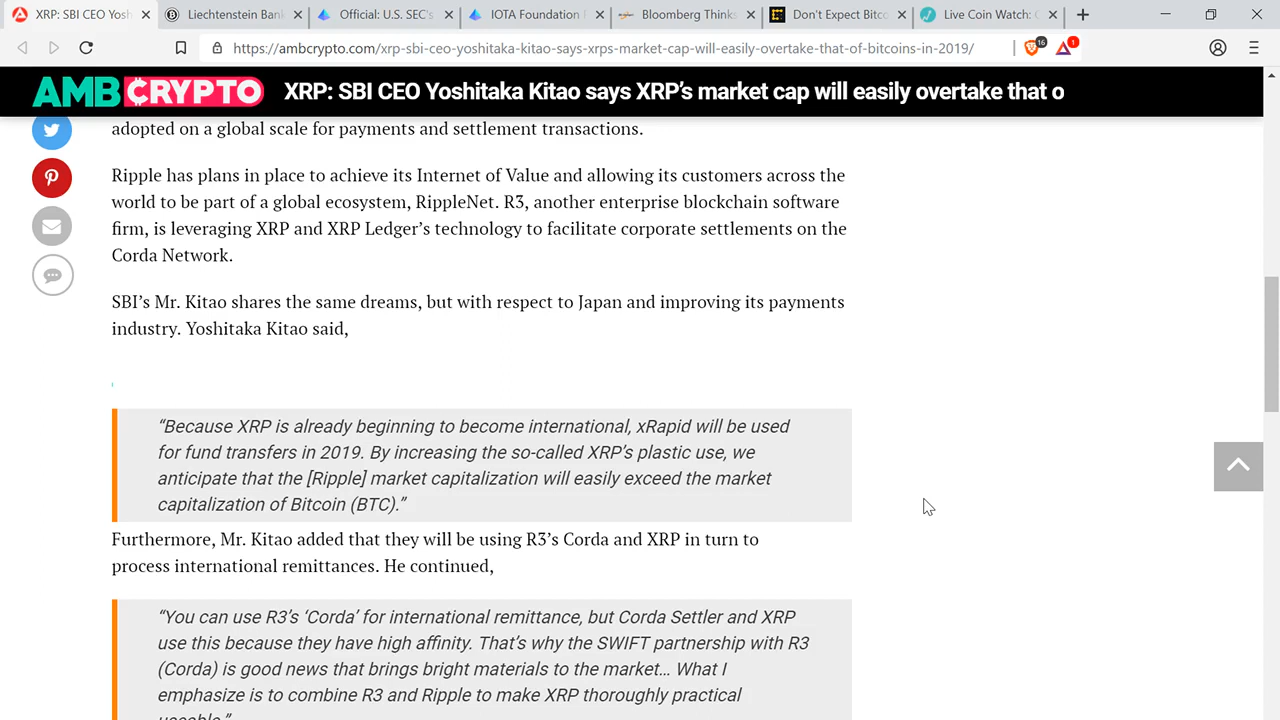 XRP: SBI CEO Yosh
Liechtenstein Bank
Official: U.S. SEC's
IOTA Foundation
Bloomberg Thinks
Don't Expect Bitco
Live Coin Watch:
https://ambcrypto.com/xrp-sbi-ceo-yoshitaka-kitao-says-xrps-market-cap-will-easily-overtake-that-of-bitcoins-in-2019/
16
1
AMBCRYPTO
XRP: SBI CEO Yoshitaka Kitao says XRP's market cap will easily overtake that o
adopted on a global scale for payments and settlement transactions.
Ripple has plans in place to achieve its Internet of Value and allowing its customers across the
world to be part of a global ecosystem, RippleNet. R3, another enterprise blockchain software
firm, is leveraging XRP and XRP Ledger's technology to facilitate corporate settlements on the
Corda Network.
SBI's Mr. Kitao shares the same dreams, but with respect to Japan and improving its payments
industry. Yoshitaka Kitao said,
“Because XRP is already beginning to become international, xRapid will be used
for fund transfers in 2019. By increasing the so-called XRP's plastic use, we
anticipate that the [Ripple] market capitalization will easily exceed the market
capitalization of Bitcoin (BTC).”
Furthermore, Mr. Kitao added that they will be using R3's Corda and XRP in turn to
process international remittances. He continued,
“You can use R3's ‘Corda’ for international remittance, but Corda Settler and XRP
use this because they have high affinity. That's why the SWIFT partnership with R3
(Corda) is good news that brings bright materials to the market… What I
emphasize is to combine R3 and Ripple to make XRP thoroughly practical
useable.”